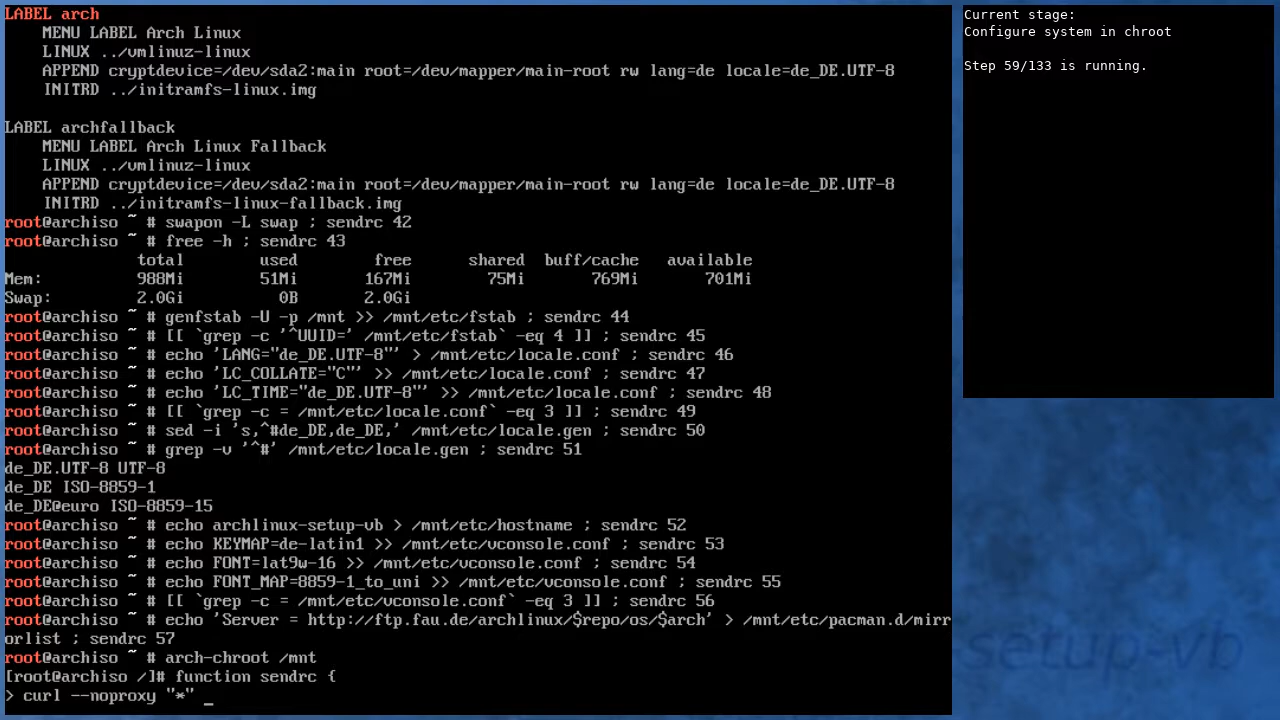 LABEL arch
    MENU LABEL Arch Linux
    LINUX ../vmlinuz-linux
    APPEND cryptdevice=/dev/sda2:main root=/dev/mapper/main-root rw lang=de locale=de_DE.UTF-8
    INITRD ../initramfs-linux.img

LABEL archfallback
    MENU LABEL Arch Linux Fallback
    LINUX ../vmlinuz-linux
    APPEND cryptdevice=/dev/sda2:main root=/dev/mapper/main-root rw lang=de locale=de_DE.UTF-8
    INITRD ../initramfs-linux-fallback.img
root@archiso ~ # swapon -L swap ; sendrc 42
root@archiso ~ # free -h ; sendrc 43
              total        used        free      shared  buff/cache   available
Mem:          988Mi        51Mi       167Mi        75Mi       769Mi       701Mi
Swap:         2.0Gi          0B       2.0Gi
root@archiso ~ # genfstab -U -p /mnt >> /mnt/etc/fstab ; sendrc 44
root@archiso ~ # [[ `grep -c '^UUID=' /mnt/etc/fstab` -eq 4 ]] ; sendrc 45
root@archiso ~ # echo 'LANG="de_DE.UTF-8"' > /mnt/etc/locale.conf ; sendrc 46
root@archiso ~ # echo 'LC_COLLATE="C"' >> /mnt/etc/locale.conf ; sendrc 47
root@archiso ~ # echo 'LC_TIME="de_DE.UTF-8"' >> /mnt/etc/locale.conf ; sendrc 48
root@archiso ~ # [[ `grep -c = /mnt/etc/locale.conf` -eq 3 ]] ; sendrc 49
root@archiso ~ # sed -i 's,^#de_DE,de_DE,' /mnt/etc/locale.gen ; sendrc 50
root@archiso ~ # grep -v '^#' /mnt/etc/locale.gen ; sendrc 51
de_DE.UTF-8 UTF-8
de_DE ISO-8859-1
de_DE@euro ISO-8859-15
root@archiso ~ # echo archlinux-setup-vb > /mnt/etc/hostname ; sendrc 52
root@archiso ~ # echo KEYMAP=de-latin1 >> /mnt/etc/vconsole.conf ; sendrc 53
root@archiso ~ # echo FONT=lat9w-16 >> /mnt/etc/vconsole.conf ; sendrc 54
root@archiso ~ # echo FONT_MAP=8859-1_to_uni >> /mnt/etc/vconsole.conf ; sendrc 55
root@archiso ~ # [[ `grep -c = /mnt/etc/vconsole.conf` -eq 3 ]] ; sendrc 56
root@archiso ~ # echo 'Server = http://ftp.fau.de/archlinux/$repo/os/$arch' > /mnt/etc/pacman.d/mirr
orlist ; sendrc 57
root@archiso ~ # arch-chroot /mnt
[root@archiso /]# function sendrc {
> curl --noproxy "*" _
Current stage:
Configure system in chroot

Step 59/133 is running.
setup-vb